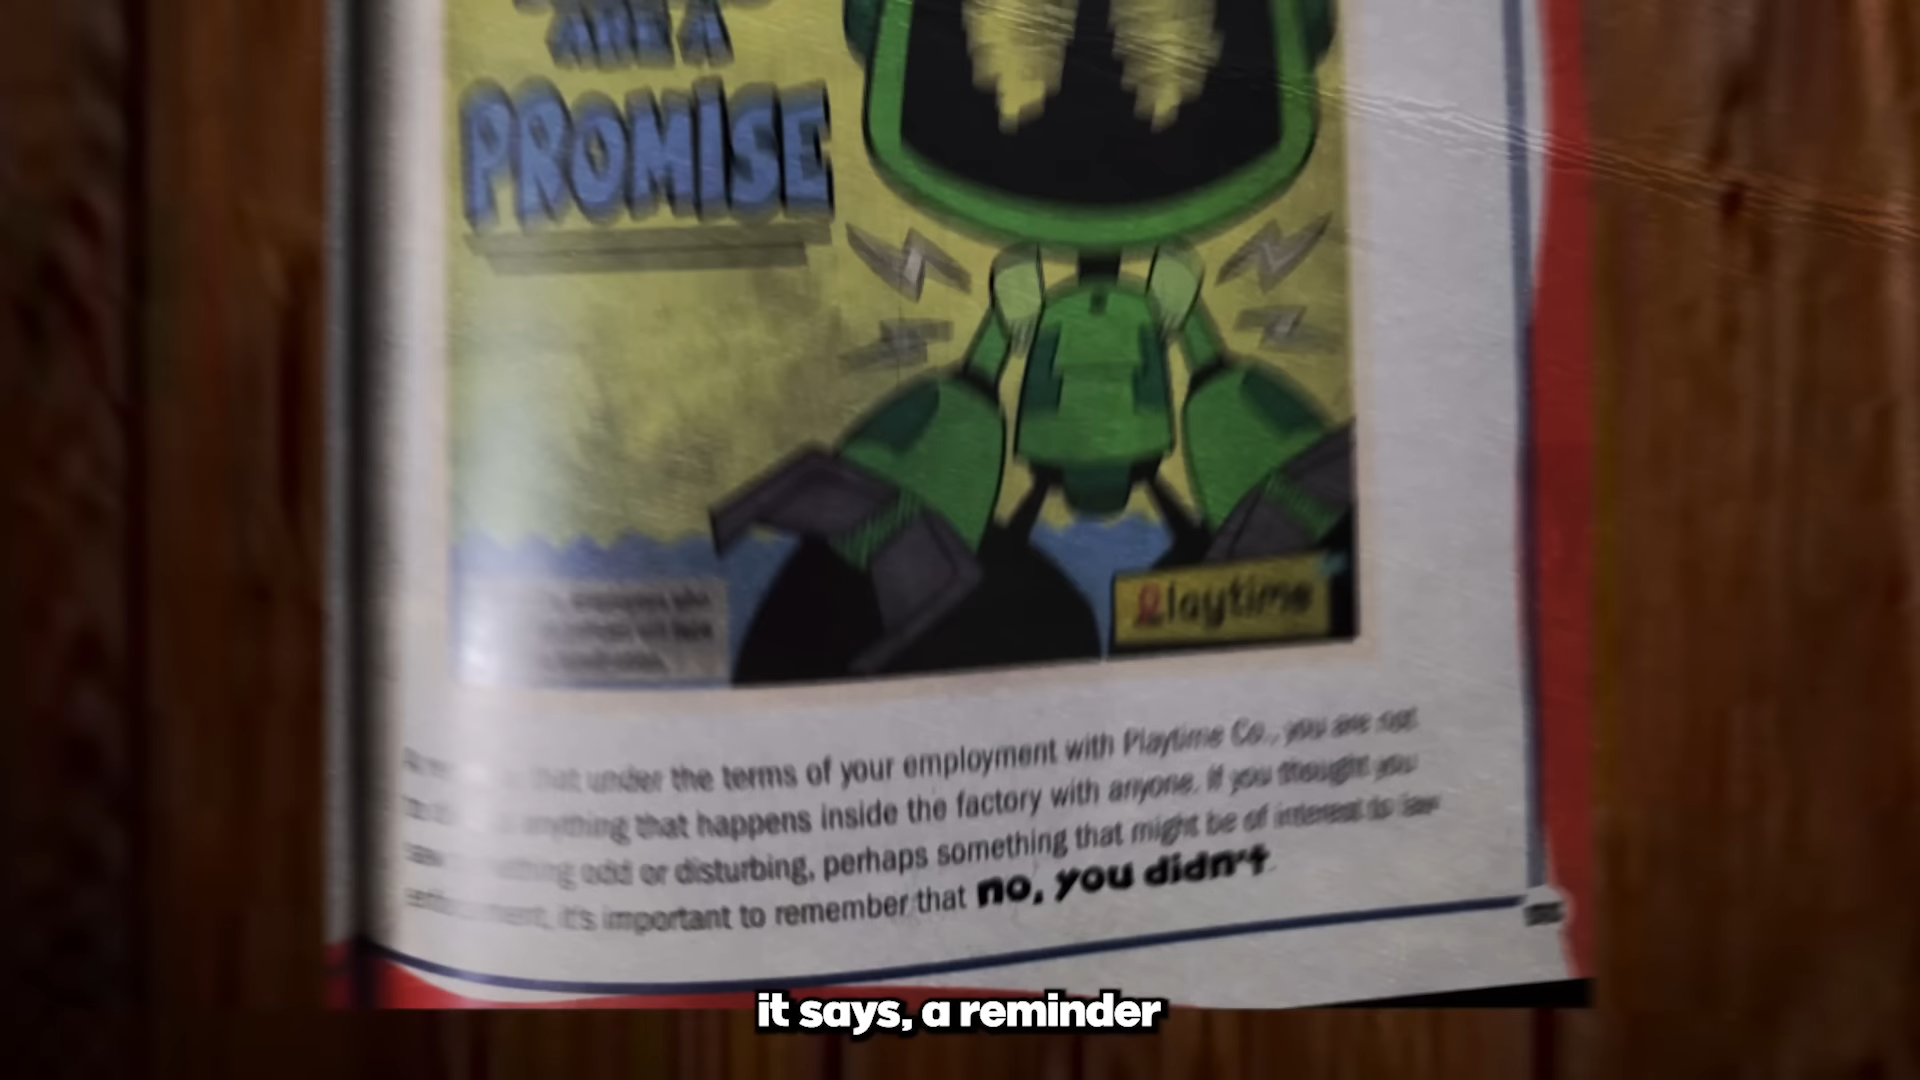 ARE A
PROMISE
Playtime
that under the terms of your employment with Playtime Co., you are not
anything that happens inside the factory with anyone. If you thought you
odd or disturbing, perhaps something that might be of interest to law
it's important to remember that no, you didn't.
it says, a reminder